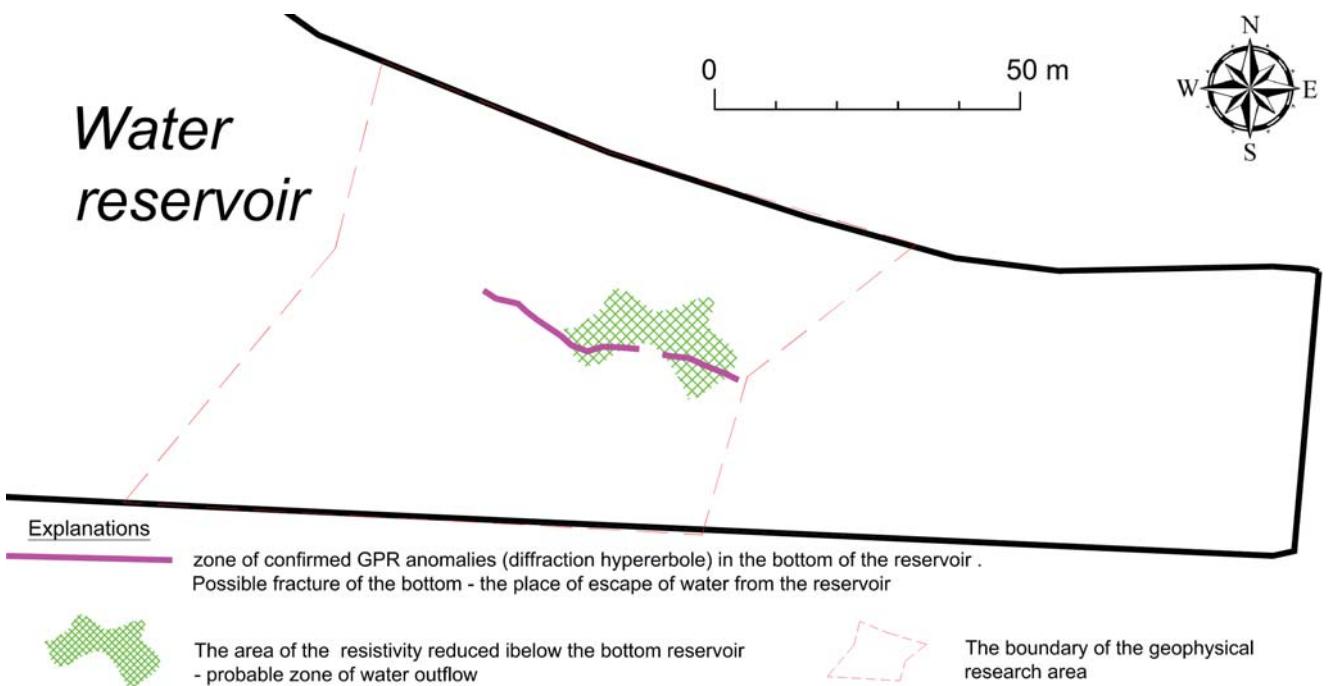 N
0 50 m
Water
W E
reservoir
S
Explanations
zone of confirmed GPR anomalies (diffraction hypererbole) in the bottom of the reservoir .
Possible fracture of the bottom - the place of escape of water from the reservoir
The area of the resistivity reduced ibelow the bottom reservoir
- probable zone of water outflow
The boundary of the geophysical
research area